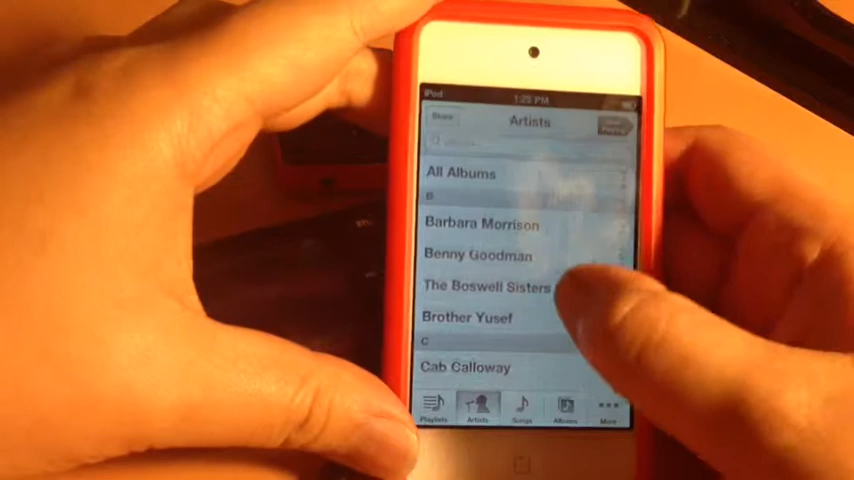 iPod 1:25 PM
Store Artists
All Albums
B
Barbara Morrison
Benny Goodman
The Boswell Sisters
Brother Yusef
C
Cab Calloway
Playlists Artists Songs Albums More